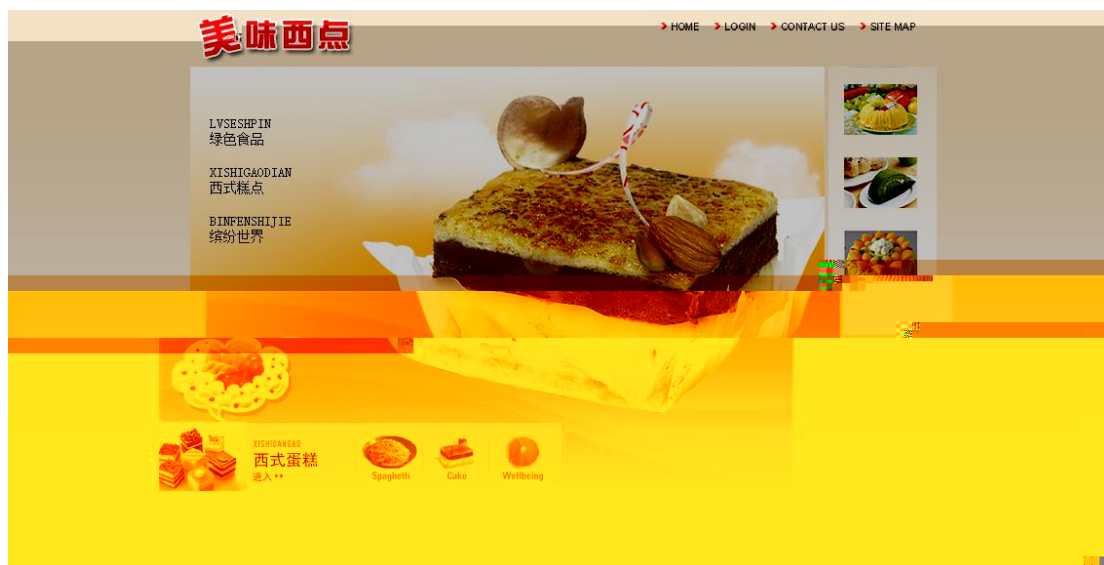 美味西点
HOME LOGIN CONTACT US SITE MAP
LVSESHPIN
绿色食品
XISHIGAODIAN
西式糕点
BINFENSHIJIE
缤纷世界
XISHIDANGAO
西式蛋糕
进入
Spaghetti Cake Wellbeing